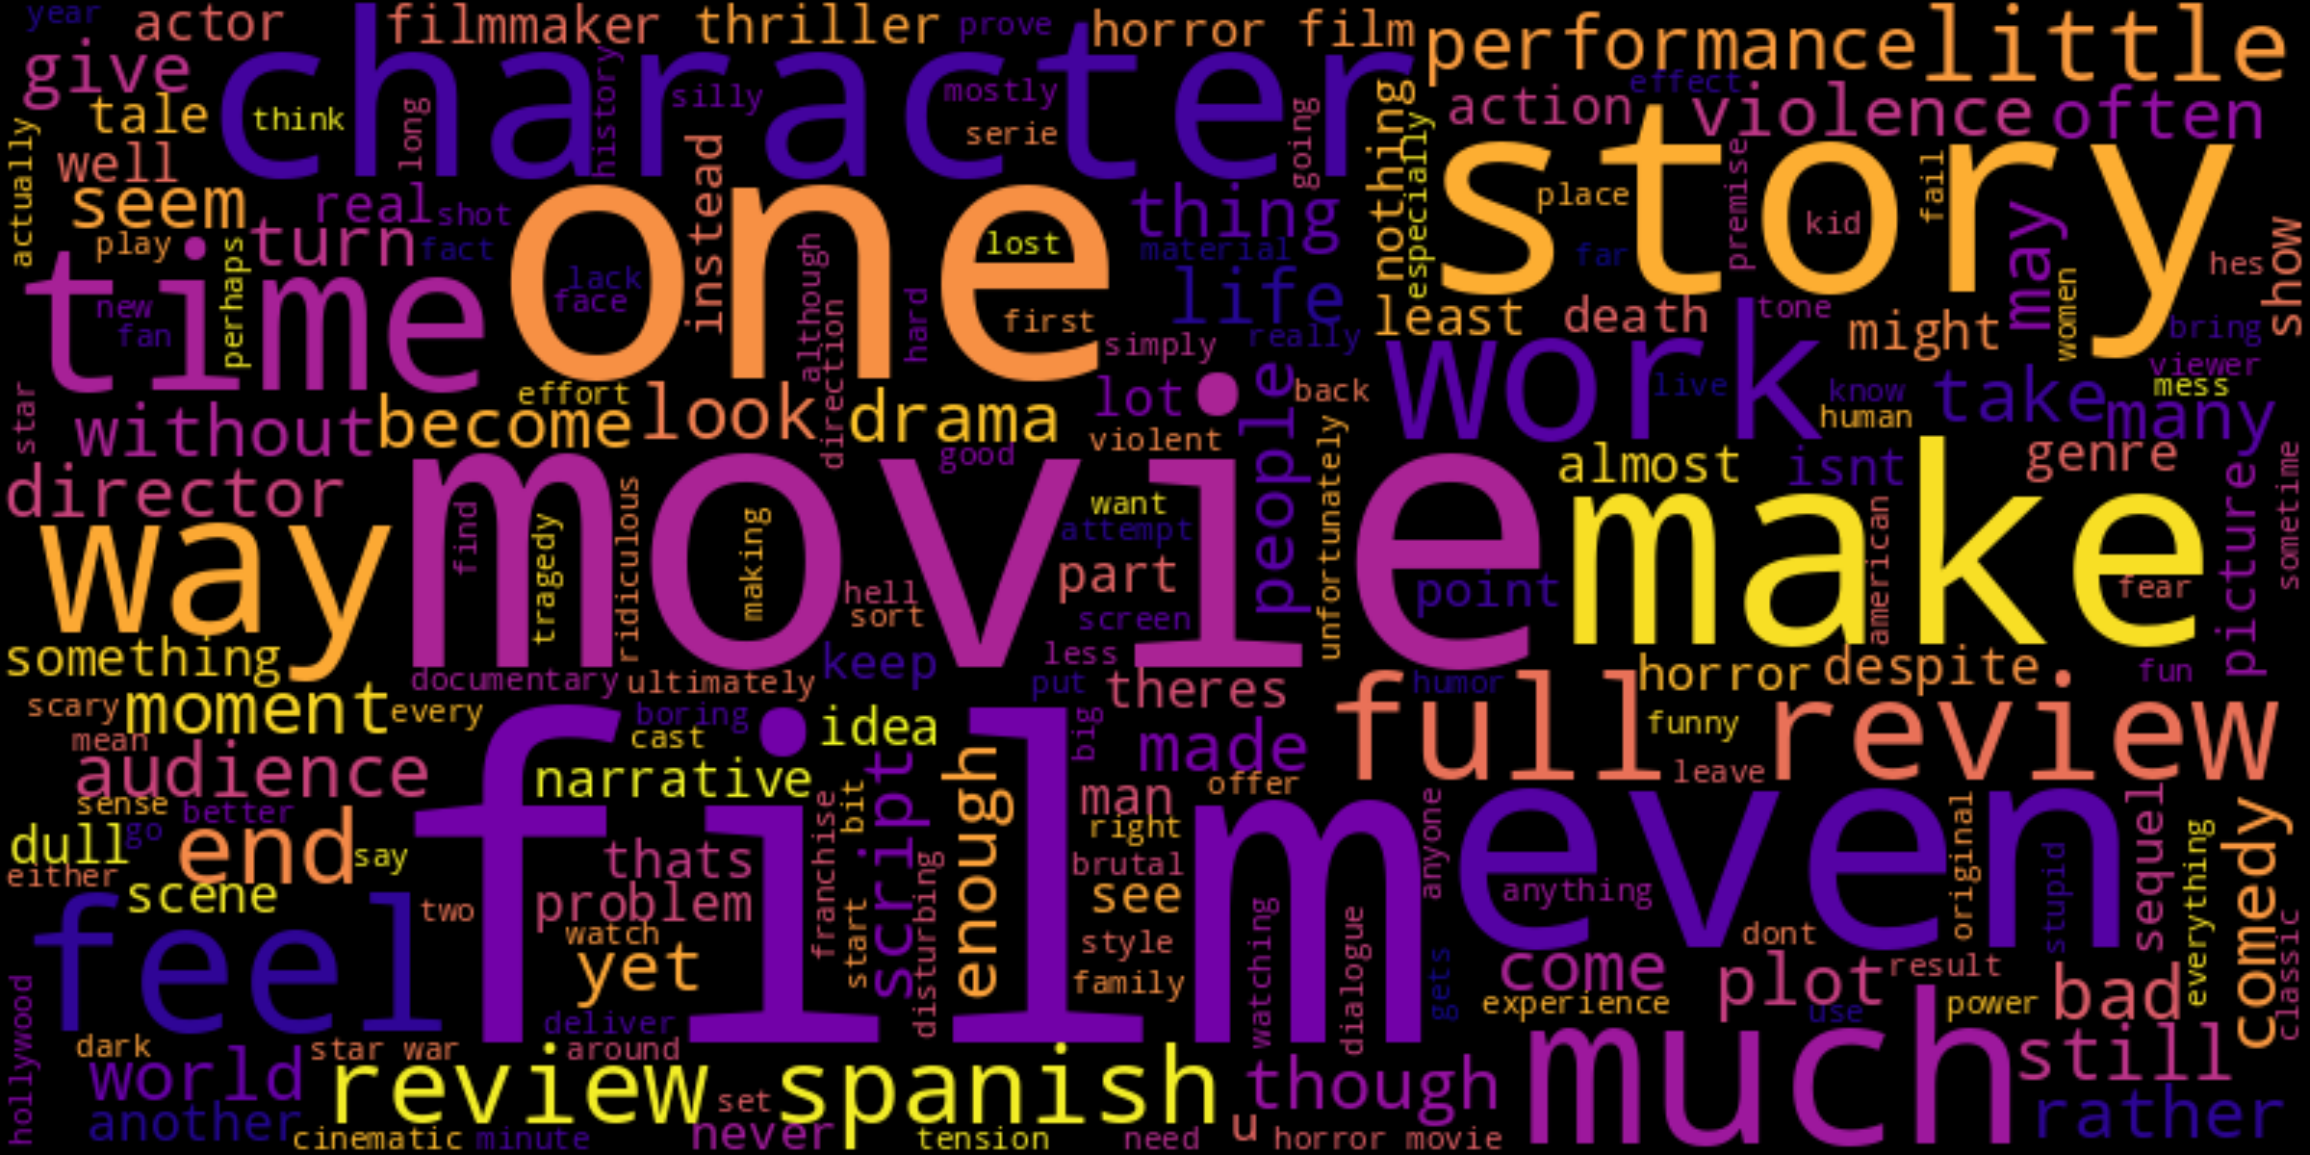 year
actor
filmmaker
thriller
prove
horror film
performance
little
give
character
history
silly
mostly
effect
action
violence
often
tale
think
long
serie
going
nothing
especially
story
actually
well
instead
premise
fail
seem
real
shot
one
thing
place
kid
may
play
turn
fact
lost
material
far
hes
show
time
perhaps
lack
face
although
life
women
new
fan
hard
first
least
death
tone
might
bring
direction
simply
really
work
viewer
star
effort
lot
back
live
know
take
mess
without
become
look
drama
people
human
many
violent
unfortunately
good
almost
isnt
genre
director
movie
make
picture
sometime
way
find
tragedy
ridiculous
making
want
attempt
american
part
point
fear
hell
sort
screen
something
keep
less
horror
despite
fun
documentary
ultimately
put
theres
humor
scary
moment
every
boring
idea
big
full
funny
review
mean
cast
made
audience
film
narrative
leave
sense
better
franchise
bit
script
enough
man
offer
anyone
even
original
sequel
comedy
dull
go
end
say
thats
right
stupid
everything
either
brutal
scene
problem
see
anything
feel
two
start
disturbing
watching
dialogue
classic
watch
style
dont
yet
family
gets
come
plot
result
bad
hollywood
experience
use
power
deliver
dark
star war
around
much
still
world
review
spanish
though
another
set
rather
cinematic
minute
never
tension
need
u
horror movie